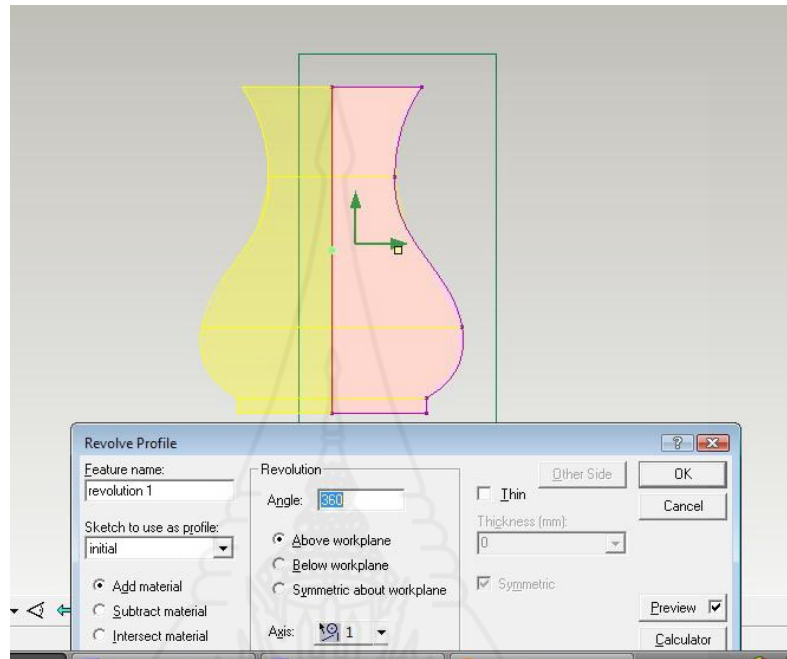 Revolve Profile
Feature name:
revolution 1
Sketch to use as profile:
initial
Add material
Subtract material
Intersect material
Revolution
Angle: 360
Above workplane
Below workplane
Symmetric about workplane
Axis: 1
Other Side
Thin
Thickness (mm):
0
Symmetric
OK
Cancel
Preview
Calculator